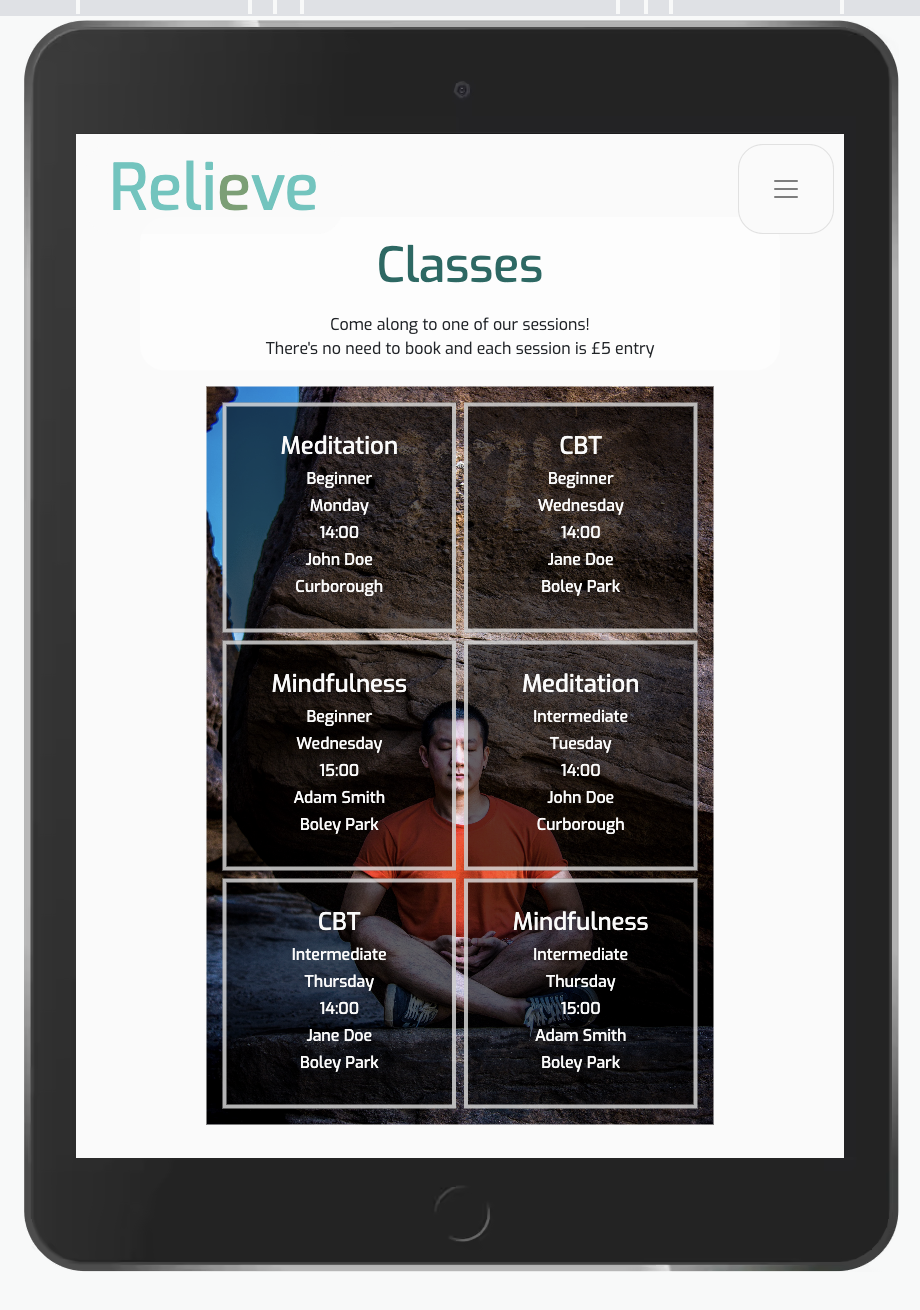 Relieve
Classes
Come along to one of our sessions!
There's no need to book and each session is £5 entry
Meditation
Beginner
Monday
14:00
John Doe
Curborough
CBT
Beginner
Wednesday
14:00
Jane Doe
Boley Park
Mindfulness
Beginner
Wednesday
15:00
Adam Smith
Boley Park
Meditation
Intermediate
Tuesday
14:00
John Doe
Curborough
CBT
Intermediate
Thursday
14:00
Jane Doe
Boley Park
Mindfulness
Intermediate
Thursday
15:00
Adam Smith
Boley Park